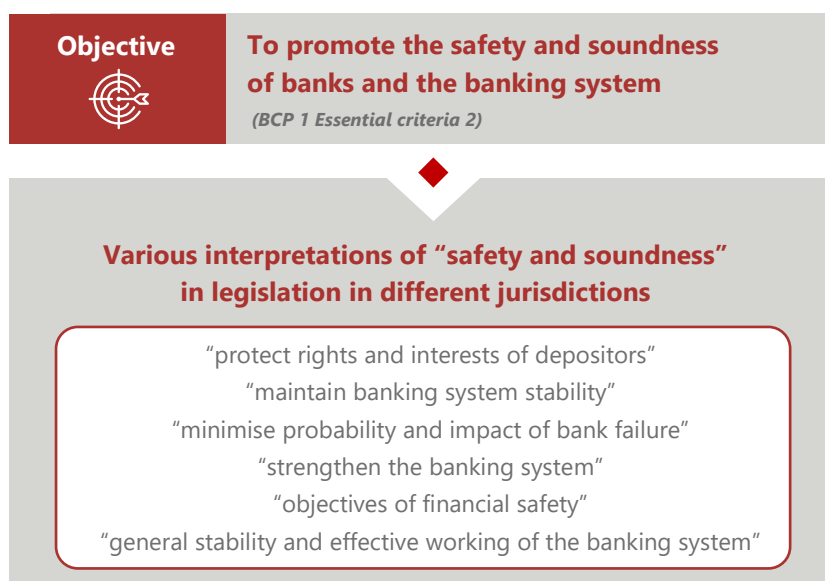 Objective
To promote the safety and soundness
of banks and the banking system
(BCP 1 Essential criteria 2)
Various interpretations of “safety and soundness”
in legislation in different jurisdictions
“protect rights and interests of depositors”
“maintain banking system stability”
“minimise probability and impact of bank failure”
“strengthen the banking system”
“objectives of financial safety”
“general stability and effective working of the banking system”